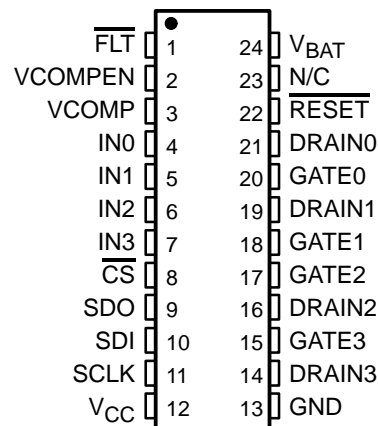 FLT 1 24 VBAT
VCOMPEN 2 23 N/C
VCOMP 3 22 RESET
IN0 4 21 DRAIN0
IN1 5 20 GATE0
IN2 6 19 DRAIN1
IN3 7 18 GATE1
CS 8 17 GATE2
SDO 9 16 DRAIN2
SDI 10 15 GATE3
SCLK 11 14 DRAIN3
VCC 12 13 GND